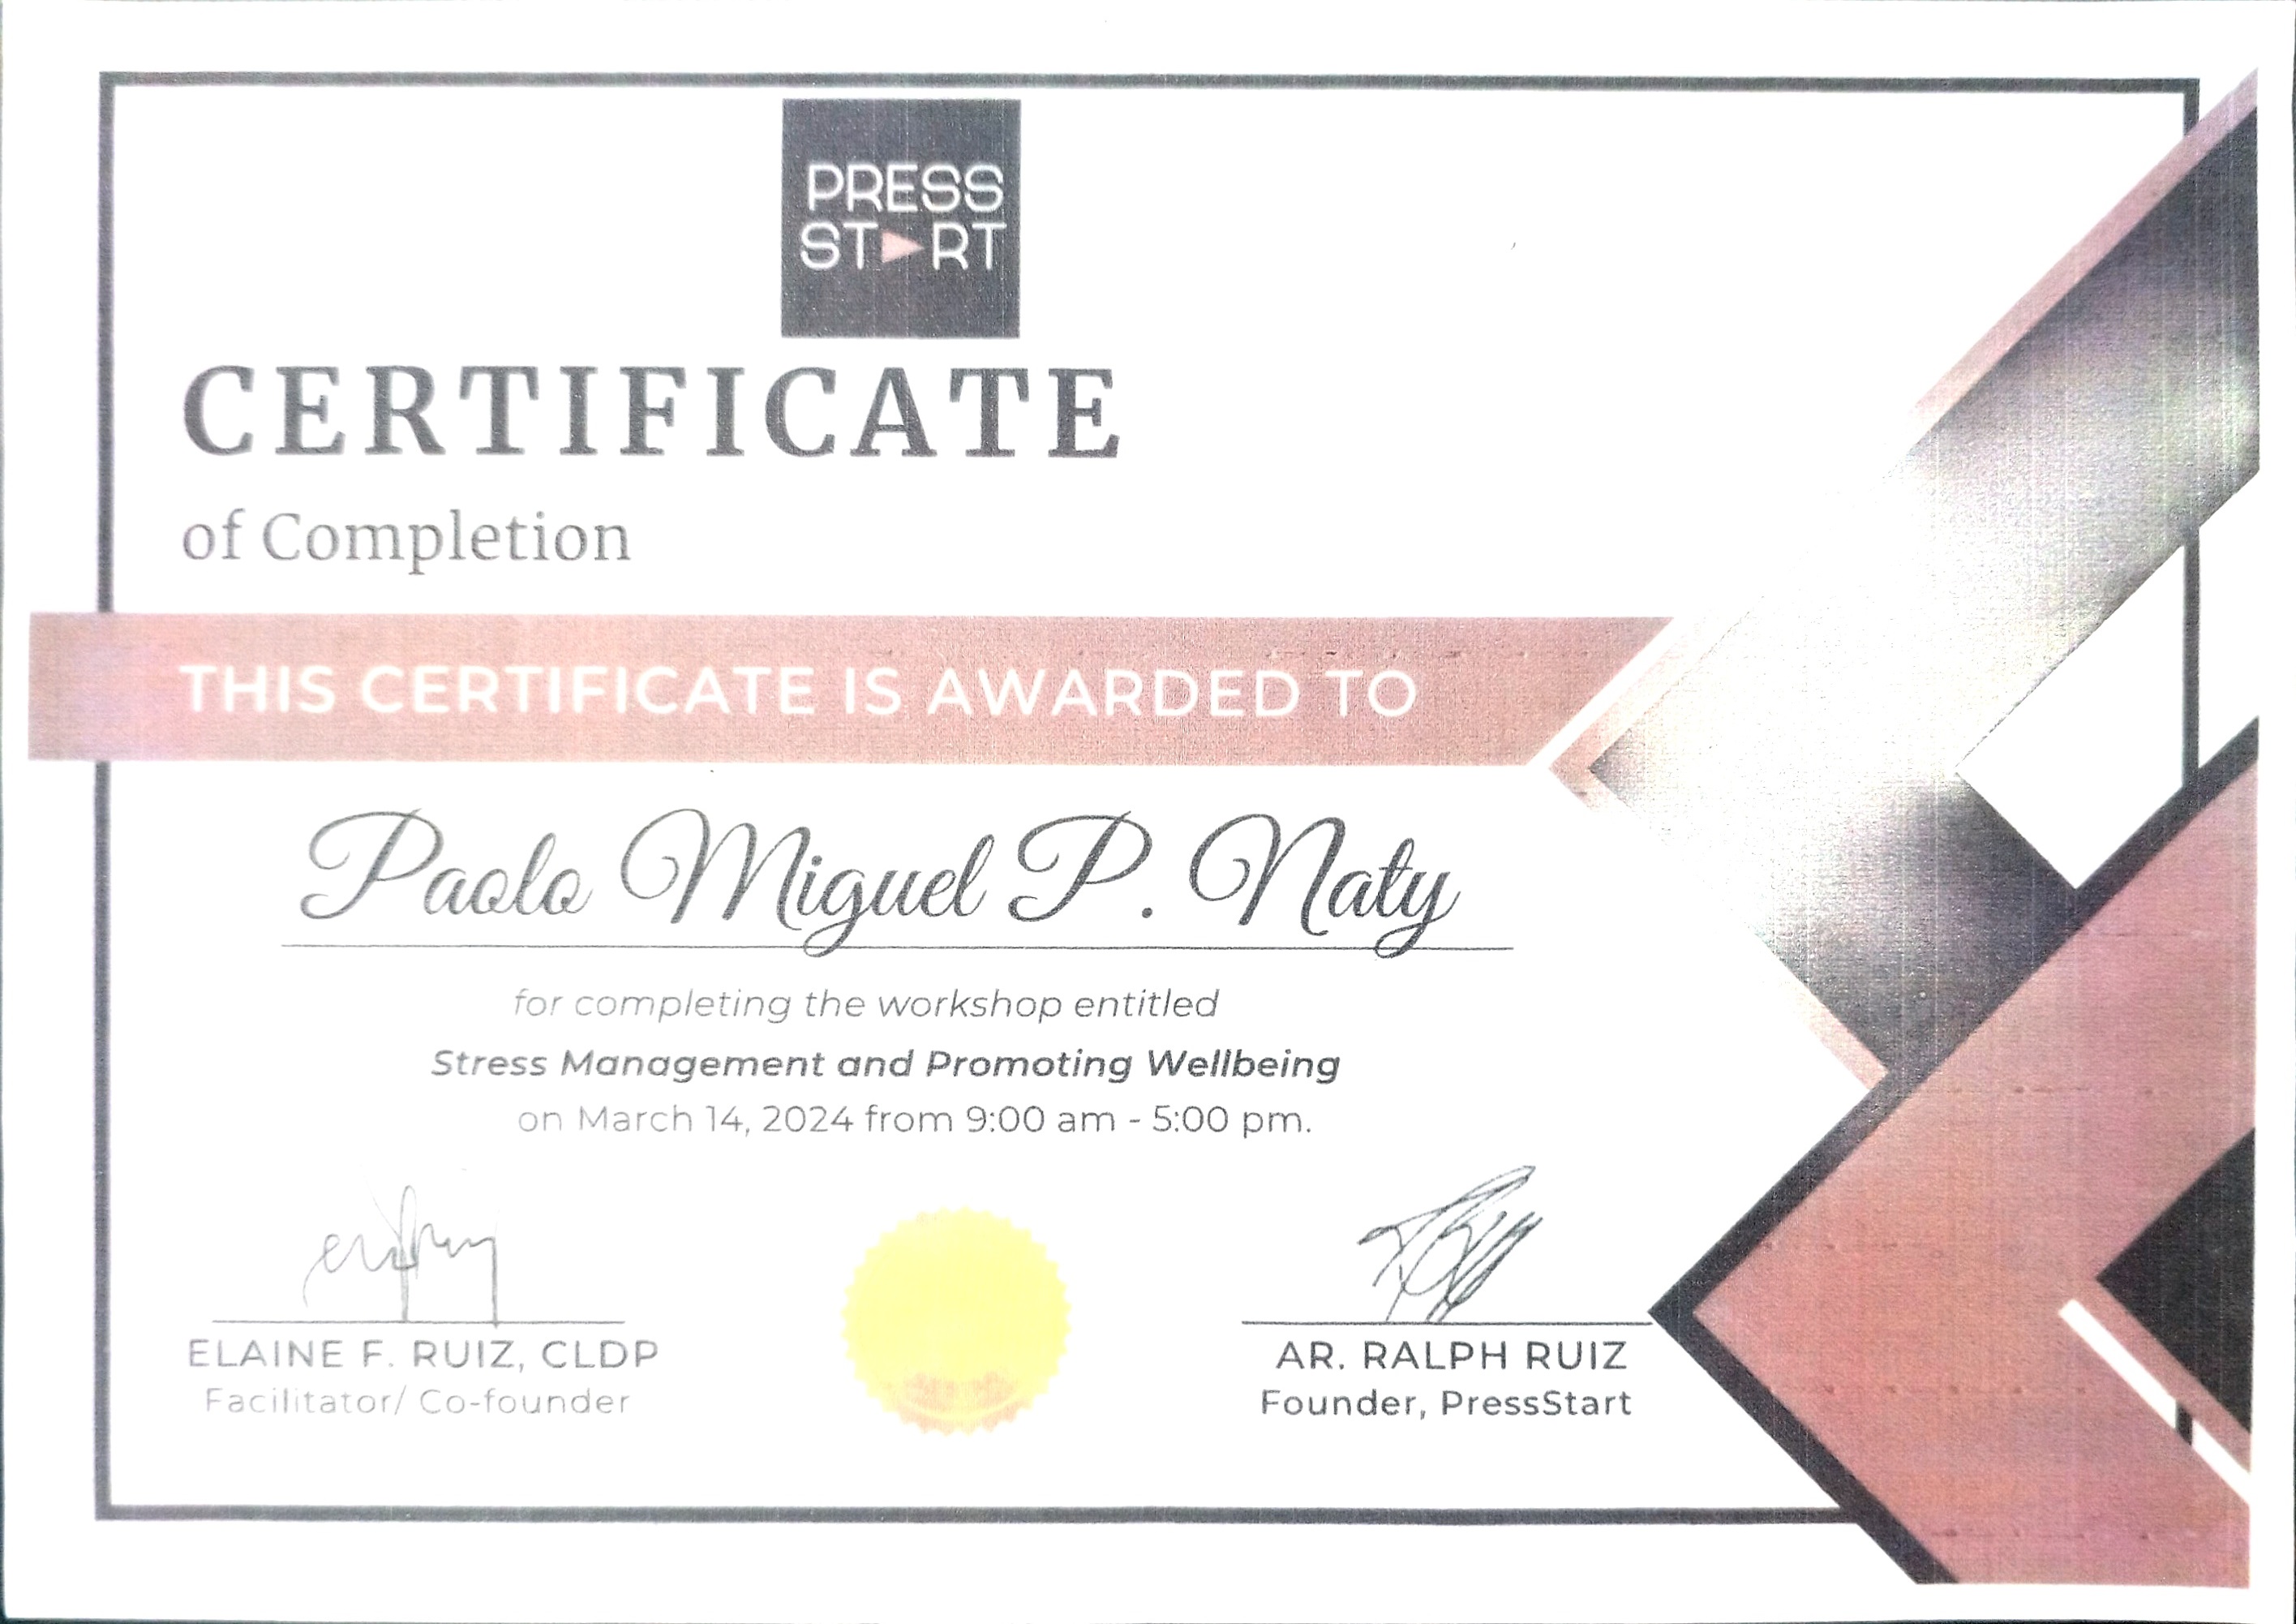 PRESS
START
CERTIFICATE
of Completion
THIS CERTIFICATE IS AWARDED TO
Paolo Miguel P. Naty
for completing the workshop entitled
Stress Management and Promoting Wellbeing
on March 14, 2024 from 9:00 am - 5:00 pm.
ELAINE F. RUIZ, CLDP
Facilitator/ Co-founder
AR. RALPH RUIZ
Founder, PressStart